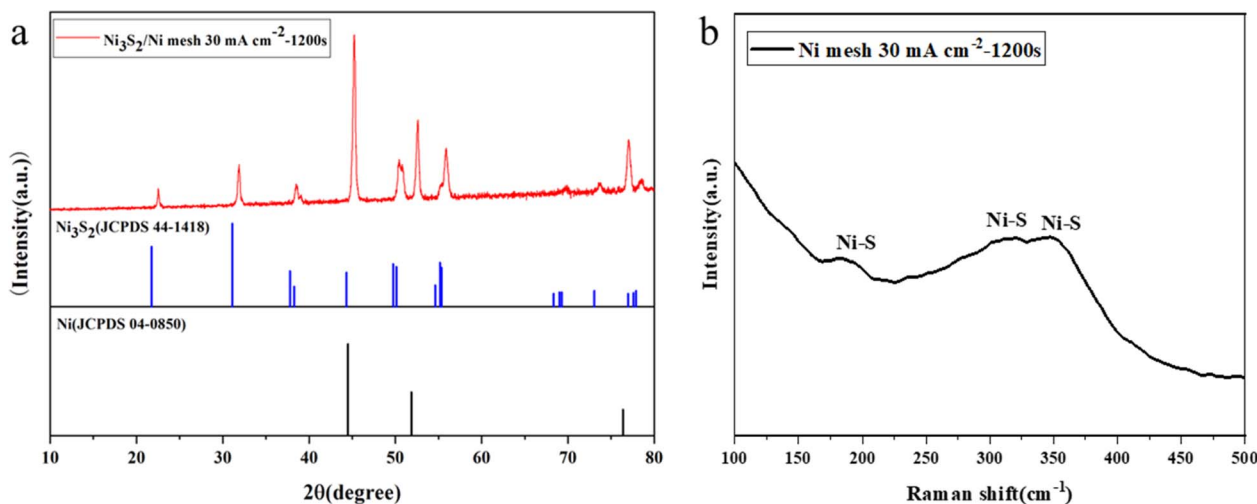 a
Ni₃S₂/Ni mesh 30 mA cm⁻²-1200s
(Intensity(a.u.))
Ni₃S₂(JCPDS 44-1418)
Ni(JCPDS 04-0850)
10 20 30 40 50 60 70 80
2θ(degree)
b
Ni mesh 30 mA cm⁻²-1200s
Intensity(a.u.)
Ni-S
Ni-S Ni-S
100 150 200 250 300 350 400 450 500
Raman shift(cm⁻¹)